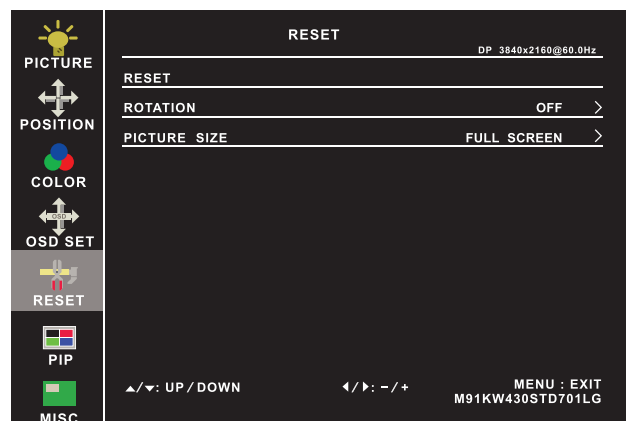 PICTURE
POSITION
COLOR
OSD
OSD SET
RESET
PIP
MISC
RESET
DP 3840x2160@60.0Hz
RESET
ROTATION OFF >
PICTURE SIZE FULL SCREEN >
▲/▼: UP / DOWN ◀/▶: - / + MENU : EXIT
M91KW430STD701LG